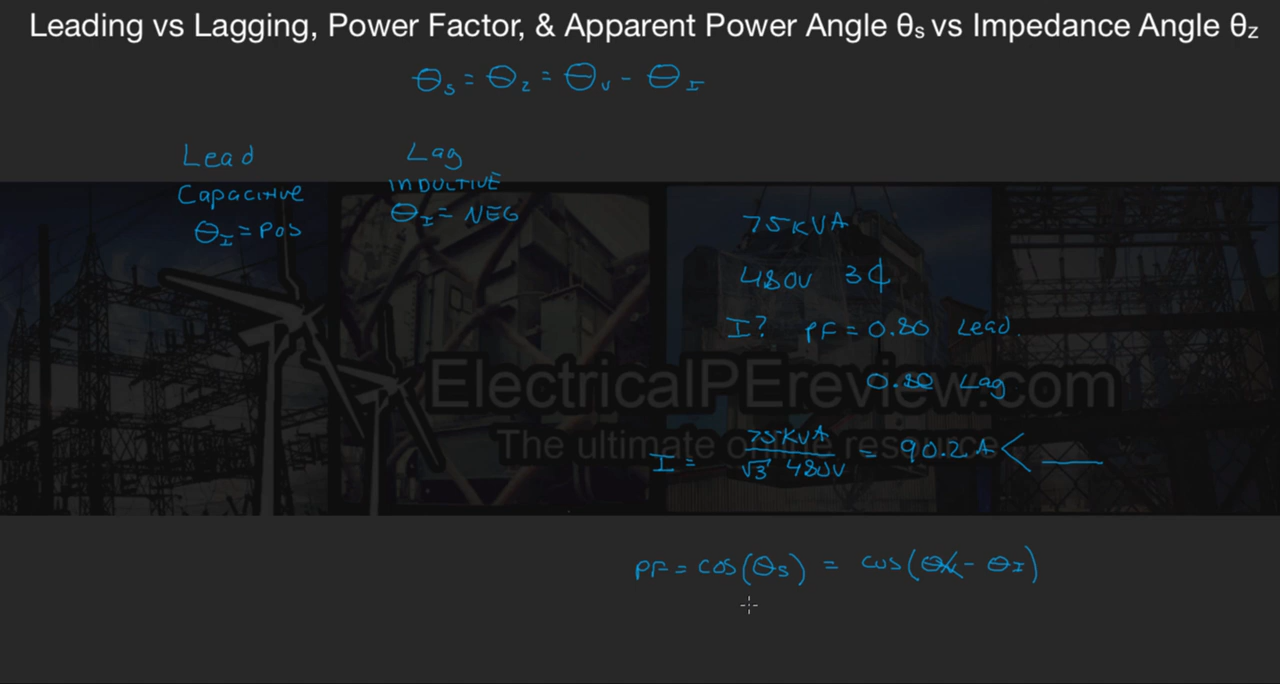 Leading vs Lagging, Power Factor, & Apparent Power Angle θs vs Impedance Angle θz
θs = θz = θv - θI
Lead
Capacitive
θI = POS
Lag
INDUCTIVE
θI = NEG
75KVA
480V 3¢
I? PF = 0.80 Lead.
0.80 Lag
ElectricalPEreview.com
The ultimate online resource
I = 75KVA / √3 480V = 90.2A <___
PF = cos(θs) = cos(θv - θI)